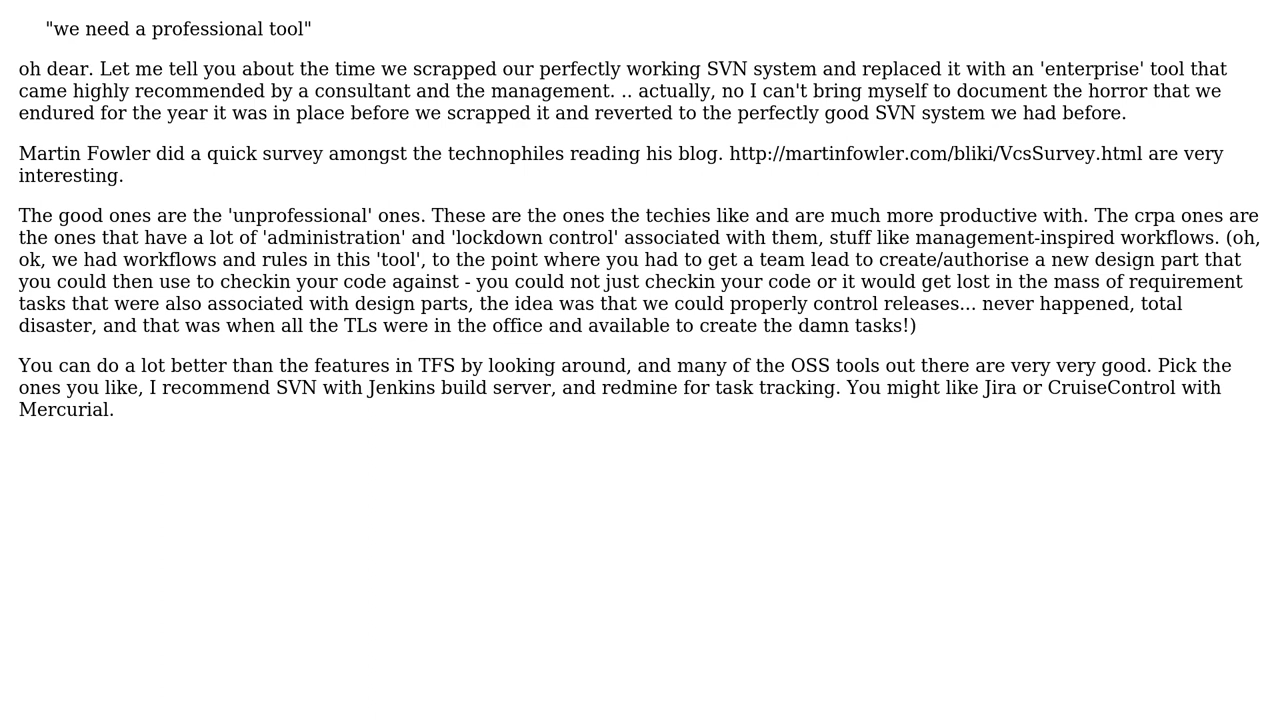 "we need a professional tool"
oh dear. Let me tell you about the time we scrapped our perfectly working SVN system and replaced it with an 'enterprise' tool that
came highly recommended by a consultant and the management. .. actually, no I can't bring myself to document the horror that we
endured for the year it was in place before we scrapped it and reverted to the perfectly good SVN system we had before.
Martin Fowler did a quick survey amongst the technophiles reading his blog. http://martinfowler.com/bliki/VcsSurvey.html are very
interesting.
The good ones are the 'unprofessional' ones. These are the ones the techies like and are much more productive with. The crpa ones are
the ones that have a lot of 'administration' and 'lockdown control' associated with them, stuff like management-inspired workflows. (oh,
ok, we had workflows and rules in this 'tool', to the point where you had to get a team lead to create/authorise a new design part that
you could then use to checkin your code against - you could not just checkin your code or it would get lost in the mass of requirement
tasks that were also associated with design parts, the idea was that we could properly control releases... never happened, total
disaster, and that was when all the TLs were in the office and available to create the damn tasks!)
You can do a lot better than the features in TFS by looking around, and many of the OSS tools out there are very very good. Pick the
ones you like, I recommend SVN with Jenkins build server, and redmine for task tracking. You might like Jira or CruiseControl with
Mercurial.